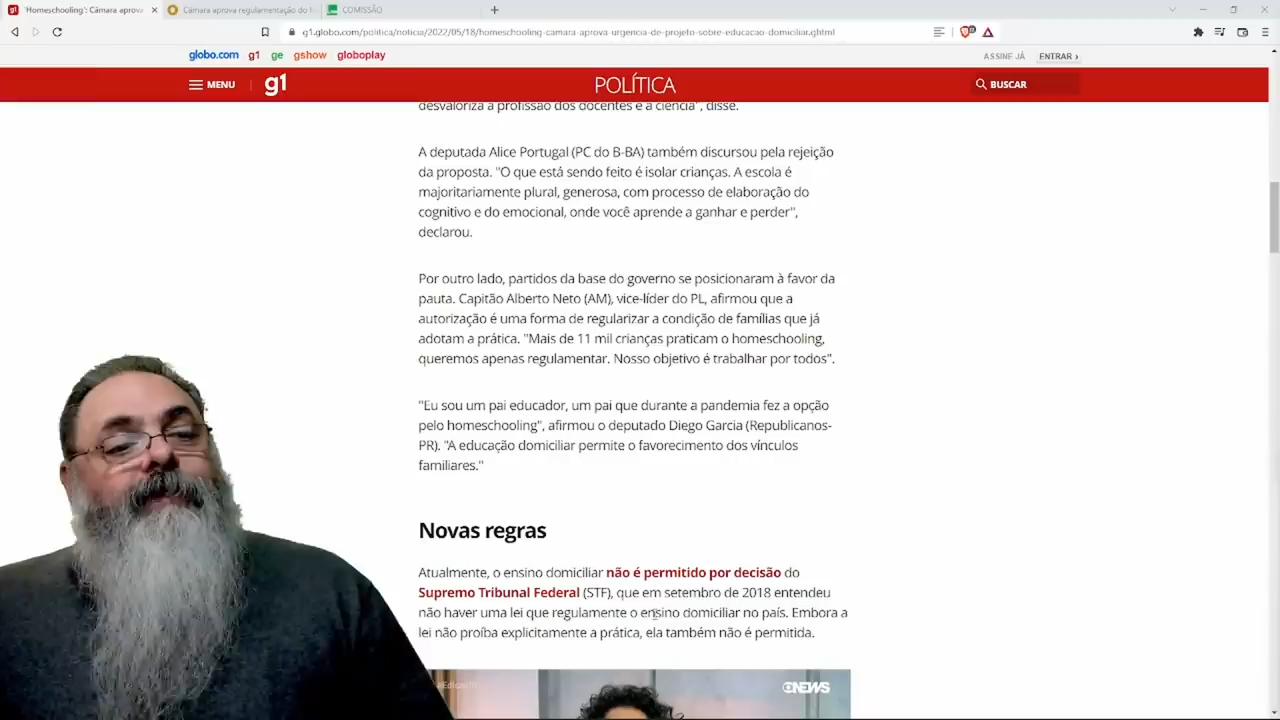 'Homeschooling': Câmara aprova
Câmara aprova regulamentação do h
COMISSÃO
g1.globo.com/politica/noticia/2022/05/18/homeschooling-camara-aprova-urgencia-de-projeto-sobre-educacao-domiciliar.ghtml
globo.com g1 ge gshow globoplay
ASSINE JÁ ENTRAR ›
MENU g1 POLÍTICA BUSCAR
desvaloriza a profissão dos docentes e a ciência", disse.
A deputada Alice Portugal (PC do B-BA) também discursou pela rejeição
da proposta. "O que está sendo feito é isolar crianças. A escola é
majoritariamente plural, generosa, com processo de elaboração do
cognitivo e do emocional, onde você aprende a ganhar e perder",
declarou.
Por outro lado, partidos da base do governo se posicionaram à favor da
pauta. Capitão Alberto Neto (AM), vice-líder do PL, afirmou que a
autorização é uma forma de regularizar a condição de famílias que já
adotam a prática. "Mais de 11 mil crianças praticam o homeschooling,
queremos apenas regulamentar. Nosso objetivo é trabalhar por todos".
"Eu sou um pai educador, um pai que durante a pandemia fez a opção
pelo homeschooling", afirmou o deputado Diego Garcia (Republicanos-
PR). "A educação domiciliar permite o favorecimento dos vínculos
familiares."
Novas regras
Atualmente, o ensino domiciliar não é permitido por decisão do
Supremo Tribunal Federal (STF), que em setembro de 2018 entendeu
não haver uma lei que regulamente o ensino domiciliar no país. Embora a
lei não proíba explicitamente a prática, ela também não é permitida.
GNEWS